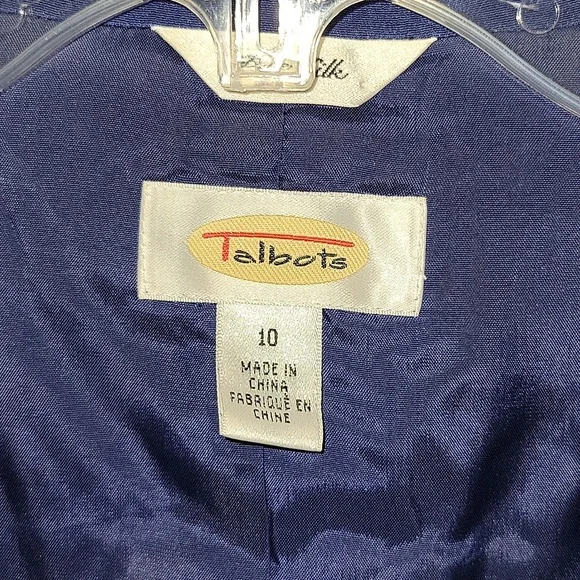 Silk
Talbots
10
MADE IN
CHINA
FABRIQUÉ EN
CHINE